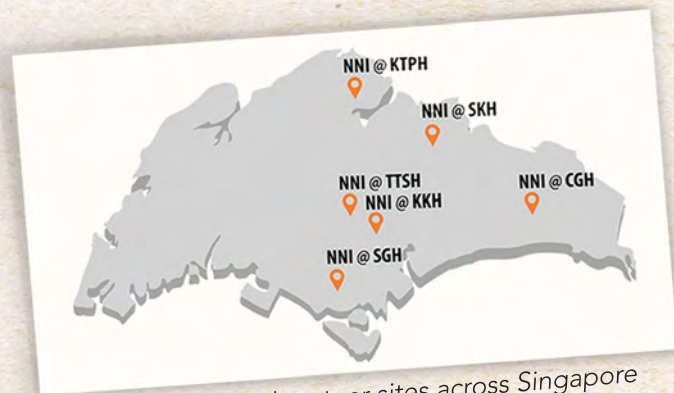 NNI @ KTPH
NNI @ SKH
NNI @ TTSH
NNI @ CGH
NNI @ KKH
NNI @ SGH
sites across Singapore